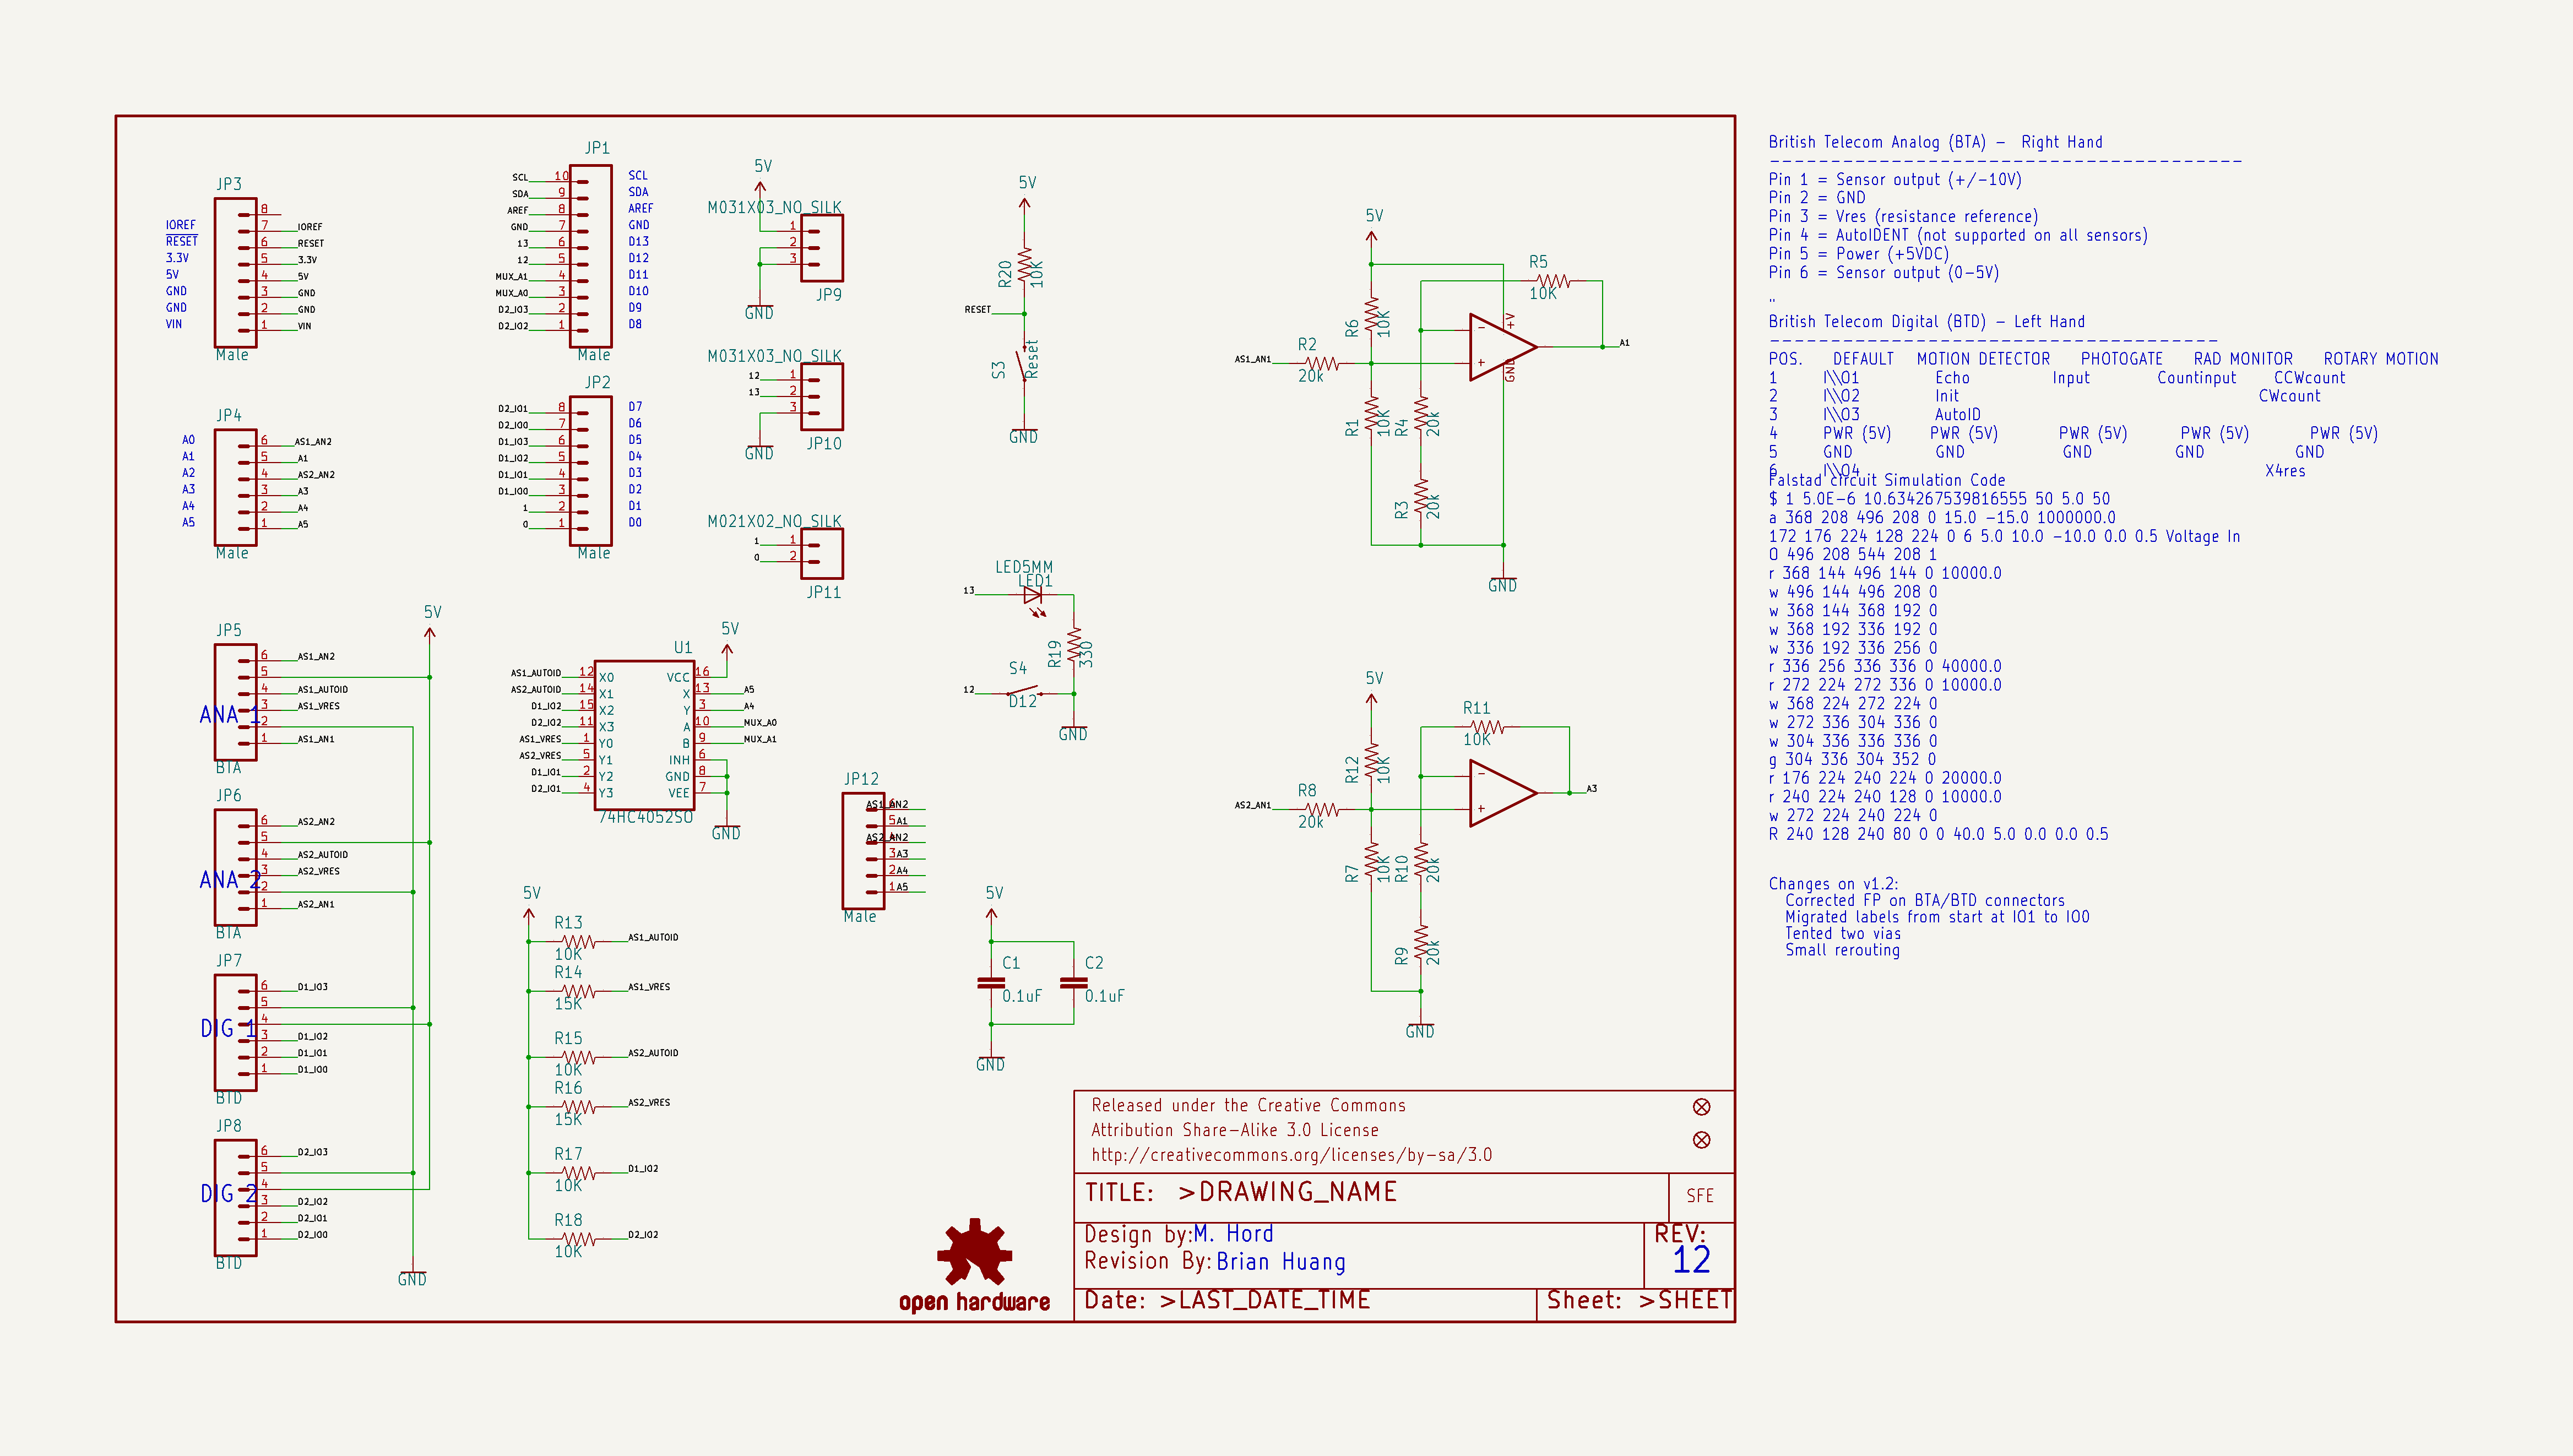 JP3
IOREF
RESET
3.3V
5V
GND
GND
VIN
8
7 IOREF
6 RESET
5 3.3V
4 5V
3 GND
2 GND
1 VIN
Male
JP4
A0
A1
A2
A3
A4
A5
6 AS1_AN2
5 A1
4 AS2_AN2
3 A3
2 A4
1 A5
Male
JP1
SCL 10 SCL
SDA 9 SDA
AREF 8 AREF
GND 7 GND
13 6 D13
12 5 D12
MUX_A1 4 D11
MUX_A0 3 D10
D2_IO3 2 D9
D2_IO2 1 D8
Male
JP2
D2_IO1 8 D7
D2_IO0 7 D6
D1_IO3 6 D5
D1_IO2 5 D4
D1_IO1 4 D3
D1_IO0 3 D2
1 2 D1
0 1 D0
Male
5V
M031X03_NO_SILK
1
2
3
JP9
GND
M031X03_NO_SILK
12 1
13 2
3
JP10
GND
M021X02_NO_SILK
1 1
0 2
JP11
5V
R20
10K
RESET
S3
Reset
GND
LED5MM
LED1
13
R19
330
S4
12
D12
GND
5V
R5
10K
R6
10K
R2
AS1_AN1
20k
+V
GND
A1
R1
10K
R4
20k
R3
20k
GND
5V
R11
10K
R12
10K
R8
AS2_AN1
20k
A3
R7
10K
R10
20k
R9
20k
GND
5V
JP5
6 AS1_AN2
5
4 AS1_AUTOID
3 AS1_VRES
ANA 1
2
1 AS1_AN1
BTA
JP6
6 AS2_AN2
5
4 AS2_AUTOID
3 AS2_VRES
ANA 2
2
1 AS2_AN1
BTA
JP7
6 D1_IO3
5
DIG 1
4
3 D1_IO2
2 D1_IO1
1 D1_IO0
BTD
JP8
6 D2_IO3
5
DIG 2
4
3 D2_IO2
2 D2_IO1
1 D2_IO0
BTD
GND
U1
5V
AS1_AUTOID 12 X0 VCC 16
AS2_AUTOID 14 X1 X 13 A5
D1_IO2 15 X2 Y 3 A4
D2_IO2 11 X3 A 10 MUX_A0
AS1_VRES 1 Y0 B 9 MUX_A1
AS2_VRES 5 Y1 INH 6
D1_IO1 2 Y2 GND 8
D2_IO1 4 Y3 VEE 7
74HC4052SO
GND
JP12
AS1_AN2
5 A1
AS2_AN2
3 A3
2 A4
1 A5
Male
5V
R13
AS1_AUTOID
10K
R14
AS1_VRES
15K
R15
AS2_AUTOID
10K
R16
AS2_VRES
15K
R17
D1_IO2
10K
R18
D2_IO2
10K
5V
C1
0.1uF
C2
0.1uF
GND
open hardware
Released under the Creative Commons
Attribution Share-Alike 3.0 License
http://creativecommons.org/licenses/by-sa/3.0
TITLE: >DRAWING_NAME
SFE
Design by:M. Hord
Revision By: Brian Huang
REV:
12
Date: >LAST_DATE_TIME
Sheet: >SHEET
British Telecom Analog (BTA) - Right Hand
Pin 1 = Sensor output (+/-10V)
Pin 2 = GND
Pin 3 = Vres (resistance reference)
Pin 4 = AutoIDENT (not supported on all sensors)
Pin 5 = Power (+5VDC)
Pin 6 = Sensor output (0-5V)
"
British Telecom Digital (BTD) - Left Hand
POS. DEFAULT MOTION DETECTOR PHOTOGATE RAD MONITOR ROTARY MOTION
1 I\\O1 Echo Input Countinput CCWcount
2 I\\O2 Init CWcount
3 I\\O3 AutoID
4 PWR (5V) PWR (5V) PWR (5V) PWR (5V) PWR (5V)
5 GND GND GND GND GND
6 I\\O4 X4res
Falstad circuit Simulation Code
$ 1 5.0E-6 10.634267539816555 50 5.0 50
a 368 208 496 208 0 15.0 -15.0 1000000.0
172 176 224 128 224 0 6 5.0 10.0 -10.0 0.0 0.5 Voltage In
O 496 208 544 208 1
r 368 144 496 144 0 10000.0
w 496 144 496 208 0
w 368 144 368 192 0
w 368 192 336 192 0
w 336 192 336 256 0
r 336 256 336 336 0 40000.0
r 272 224 272 336 0 10000.0
w 368 224 272 224 0
w 272 336 304 336 0
w 304 336 336 336 0
g 304 336 304 352 0
r 176 224 240 224 0 20000.0
r 240 224 240 128 0 10000.0
w 272 224 240 224 0
R 240 128 240 80 0 0 40.0 5.0 0.0 0.0 0.5
Changes on v1.2:
Corrected FP on BTA/BTD connectors
Migrated labels from start at IO1 to IO0
Tented two vias
Small rerouting